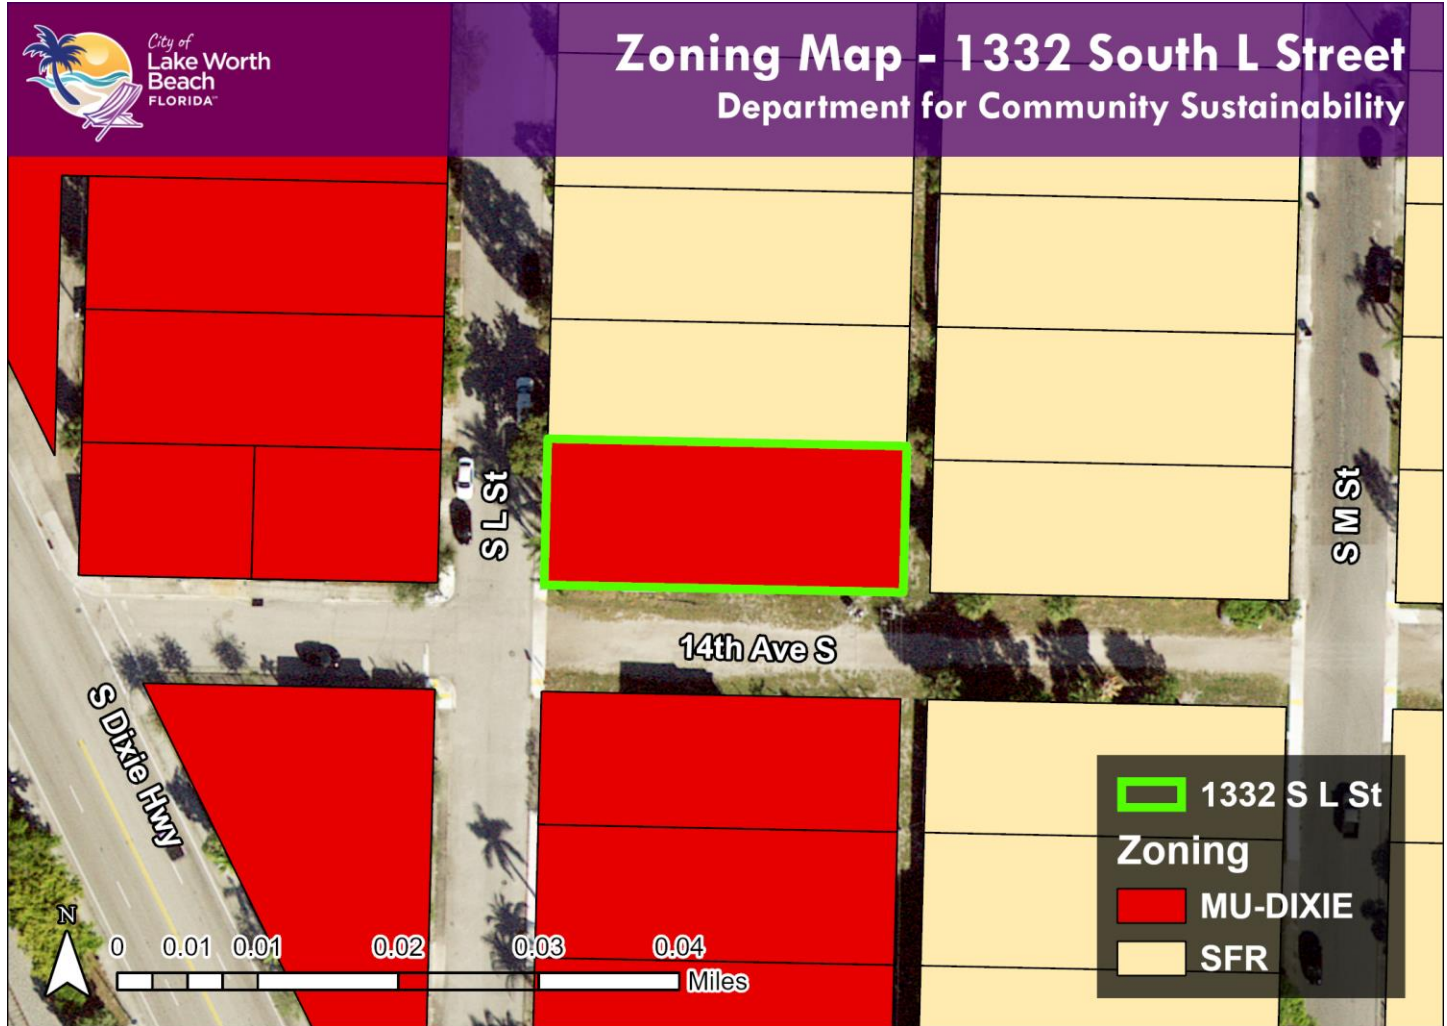 City of
Lake Worth
Beach
FLORIDA
Zoning Map - 1332 South L Street
Department for Community Sustainability
S L St
S M St
14th Ave S
S Dixie Hwy
1332 S L St
Zoning
MU-DIXIE
SFR
N
0 0.01 0.01 0.02 0.03 0.04
Miles